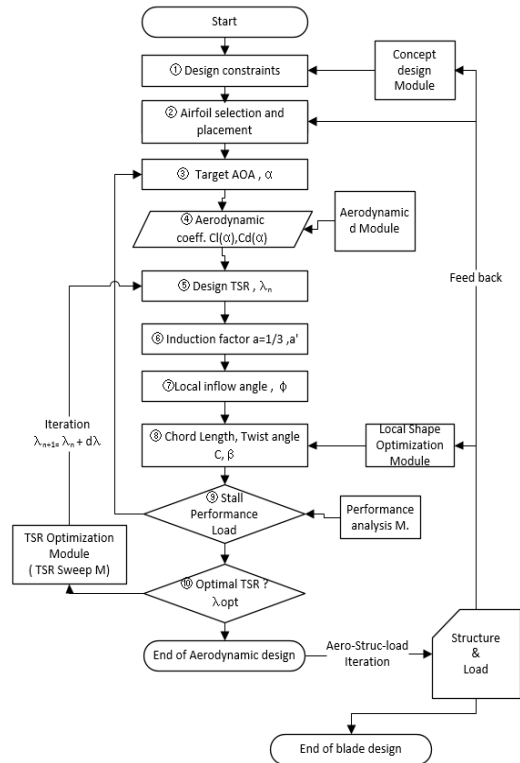 Start
① Design constraints
Concept
design
Module
② Airfoil selection and
placement
③ Target AOA , α
④ Aerodynamic
coeff. Cl(α),Cd(α)
Aerodynamic
d Module
⑤ Design TSR , λn
Feed back
⑥ Induction factor a=1/3 ,a'
⑦Local inflow angle , ϕ
Iteration
λn+1= λn + dλ
⑧ Chord Length, Twist angle
C, β
Local Shape
Optimization
Module
⑨ Stall
Performance
Load
Performance
analysis M.
TSR Optimization
Module
( TSR Sweep M)
⑩ Optimal TSR ?
λopt
End of Aerodynamic design
Aero-Struc-load
Iteration
Structure
&
Load
End of blade design